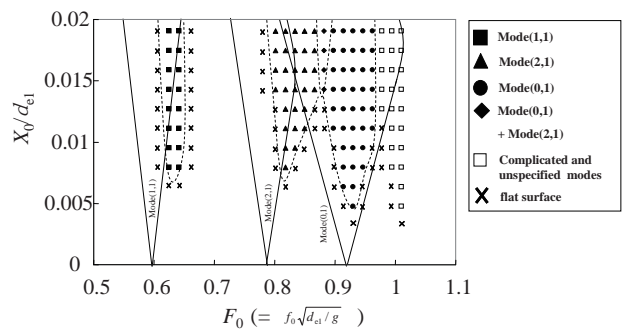 0.02
0.015
0.01
0.005
0
X₀/dₑ₁
0.5 0.6 0.7 0.8 0.9 1 1.1
F₀ (= f₀√dₑ₁/g )
Mode(1,1)
Mode(2,1)
Mode(0,1)
Mode(1,1)
Mode(2,1)
Mode(0,1)
Mode(0,1)
+ Mode(2,1)
Complicated and
unspecified modes
flat surface